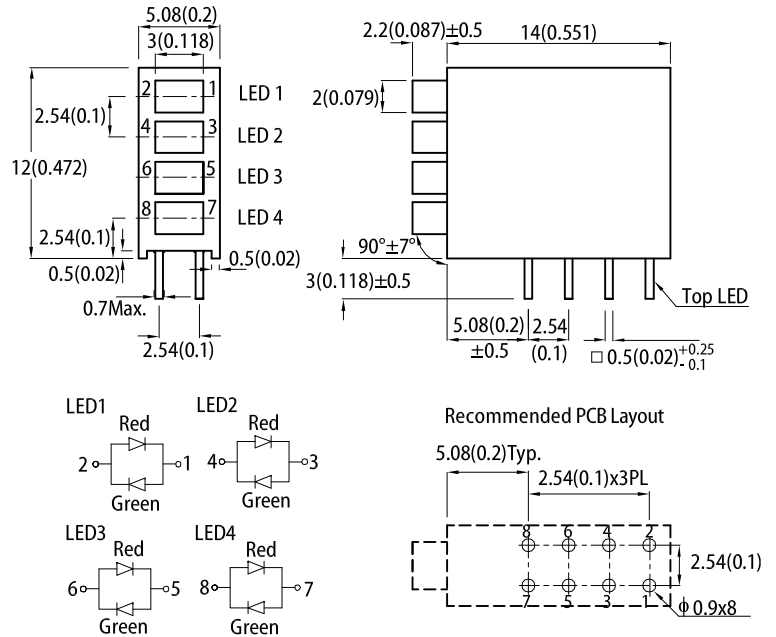 5.08(0.2)
3(0.118)
2 1 LED 1
2.54(0.1)
4 3 LED 2
12(0.472)
6 5 LED 3
8 7 LED 4
2.54(0.1)
0.5(0.02)
0.5(0.02)
0.7Max.
2.54(0.1)
2.2(0.087)±0.5
14(0.551)
2(0.079)
90°±7°
3(0.118)±0.5
Top LED
5.08(0.2)
±0.5
2.54
(0.1)
□ 0.5(0.02)+0.25
- 0.1
LED1
Red
2 1
Green
LED2
Red
4 3
Green
LED3
Red
6 5
Green
LED4
Red
8 7
Green
Recommended PCB Layout
5.08(0.2)Typ.
2.54(0.1)x3PL
8 6 4 2
2.54(0.1)
7 5 3 1
ϕ 0.9x8